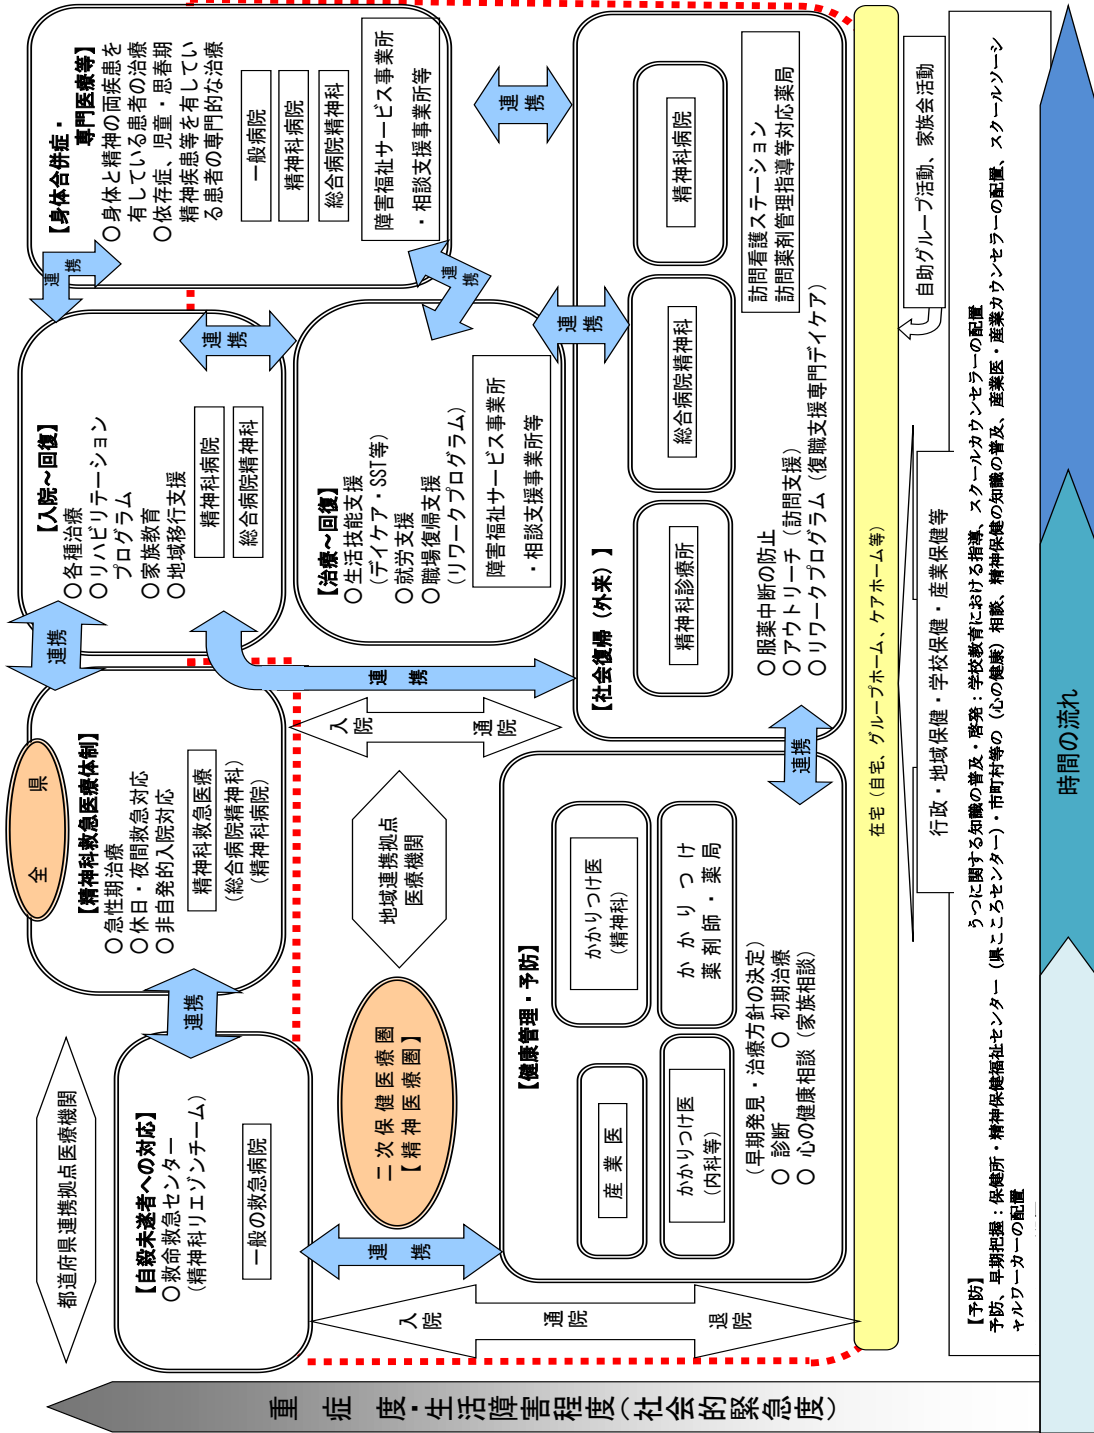 都道府県連携拠点医療機関
全　県
【自殺未遂者への対応】
○救命救急センター
（精神科リエゾンチーム）
一般の救急病院
連携
【精神科救急医療体制】
○急性期治療
○休日・夜間救急対応
○非自発的入院対応
精神科救急医療
（総合病院精神科）
（精神科病院）
連携
【入院～回復】
○各種治療
○リハビリテーション
プログラム
○家族教育
○地域移行支援
精神科病院
総合病院精神科
連携
【身体合併症・
専門医療等】
○身体と精神の両疾患を
有している患者の治療
○依存症、児童・思春期
精神疾患等を有してい
る患者の専門的な治療
一般病院
精神科病院
総合病院精神科
障害福祉サービス事業所
・相談支援事業所等
連携
【治療～回復】
○生活技能支援
（デイケア・SST等）
○就労支援
○職場復帰支援
（リワークプログラム）
障害福祉サービス事業所
・相談支援事業所等
連携
連携
連携
連携
連携
二次保健医療圏
【精神医療圏】
地域連携拠点
医療機関
入院
通院
入院
通院
退院
【健康管理・予防】
産業医
かかりつけ医
（精神科）
かかりつけ医
（内科等）
かかりつけ
薬剤師・薬局
（早期発見・治療方針の決定）
○ 診断　○ 初期治療
○ 心の健康相談（家族相談）
連携
【社会復帰（外来）】
精神科診療所
総合病院精神科
精神科病院
○服薬中断の防止
○アウトリーチ（訪問支援）
○リワークプログラム（復職支援専門デイケア）
訪問看護ステーション
訪問薬剤管理指導等対応薬局
在宅（自宅、グループホーム、ケアホーム等）
行政・地域保健・学校保健・産業保健等
自助グループ活動、家族会活動
【予防】
うつに関する知識の普及・啓発：学校教育における指導、スクールカウンセラーの配置
予防、早期把握：保健所・精神保健福祉センター（県こころセンター）・市町村等の（心の健康）相談、精神保健の知識の普及、産業医・産業カウンセラーの配置、スクールソーシ
ャルワーカーの配置
重　症　度・生活障害程度（社会的緊急度）
時間の流れ